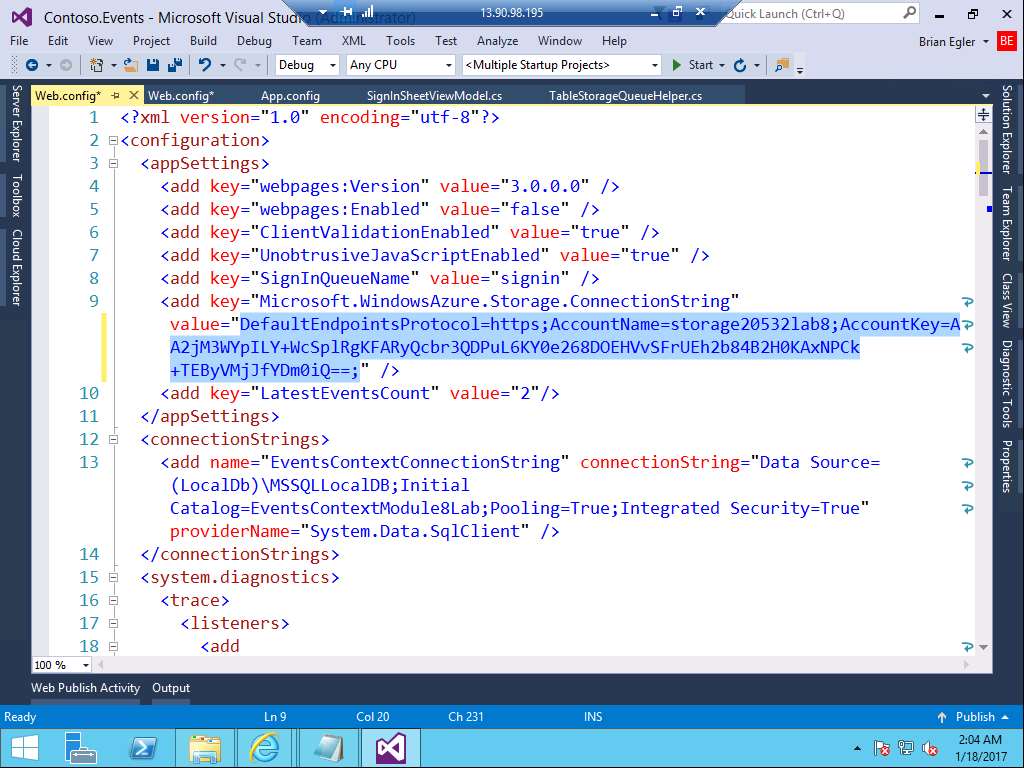 Contoso.Events - Microsoft Visual Studio (Administrator)
13.90.98.195
Quick Launch (Ctrl+Q)
File Edit View Project Build Debug Team XML Tools Test Analyze Window Help
Brian Egler BE
Debug Any CPU <Multiple Startup Projects> Start
Web.config* Web.config* App.config SignInSheetViewModel.cs TableStorageQueueHelper.cs
Server Explorer
Toolbox
Cloud Explorer
1 <?xml version="1.0" encoding="utf-8"?>
2 <configuration>
3 <appSettings>
4 <add key="webpages:Version" value="3.0.0.0" />
5 <add key="webpages:Enabled" value="false" />
6 <add key="ClientValidationEnabled" value="true" />
7 <add key="UnobtrusiveJavaScriptEnabled" value="true" />
8 <add key="SignInQueueName" value="signin" />
9 <add key="Microsoft.WindowsAzure.Storage.ConnectionString"
value="DefaultEndpointsProtocol=https;AccountName=storage20532lab8;AccountKey=A
A2jM3WYpILY+WcSplRgKFARyQcbr3QDPuL6KY0e268DOEHVvSFrUEh2b84B2H0KAxNPCk
+TEByVMjJfYDm0iQ==;" />
10 <add key="LatestEventsCount" value="2"/>
11 </appSettings>
12 <connectionStrings>
13 <add name="EventsContextConnectionString" connectionString="Data Source=
(LocalDb)\MSSQLLocalDB;Initial
Catalog=EventsContextModule8Lab;Pooling=True;Integrated Security=True"
providerName="System.Data.SqlClient" />
14 </connectionStrings>
15 <system.diagnostics>
16 <trace>
17 <listeners>
18 <add
Solution Explorer
Team Explorer
Class View
Diagnostic Tools
Properties
100 %
Web Publish Activity Output
Ready Ln 9 Col 20 Ch 231 INS Publish
2:04 AM
1/18/2017